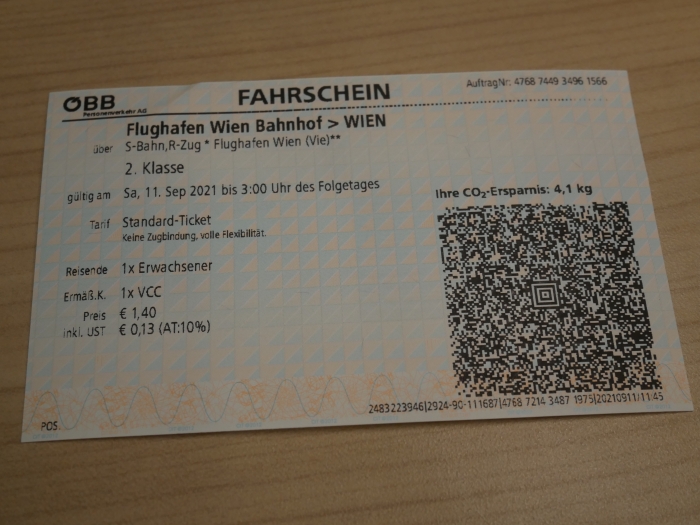 ÖBB
Personenverkehr AG
FAHRSCHEIN
AuftragNr: 4768 7449 3496 1566
Flughafen Wien Bahnhof > WIEN
über S-Bahn,R-Zug * Flughafen Wien (Vie)**
2. Klasse
gültig am Sa, 11. Sep 2021 bis 3:00 Uhr des Folgetages
Ihre CO₂-Ersparnis: 4,1 kg
Tarif Standard-Ticket
Keine Zugbindung, volle Flexibilität.
Reisende 1x Erwachsener
Ermäß.K. 1x VCC
Preis € 1,40
inkl. UST € 0,13 (AT:10%)
2483223946|2924-90-111687|4768 7214 3487 1975|20210911/11:45
POS